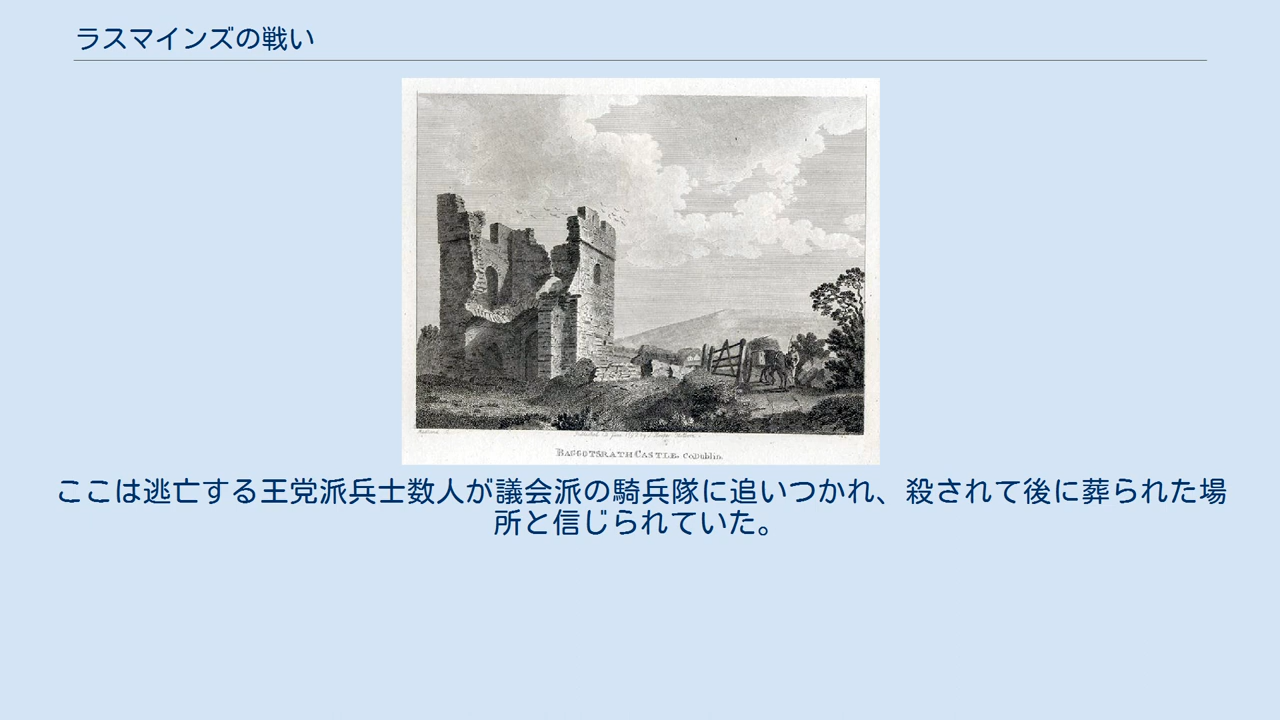 ラスマインズの戦い
BAGGOTSRATH CASTLE. Co.Dublin.
ここは逃亡する王党派兵士数人が議会派の騎兵隊に追いつかれ、殺されて後に葬られた場
所と信じられていた。